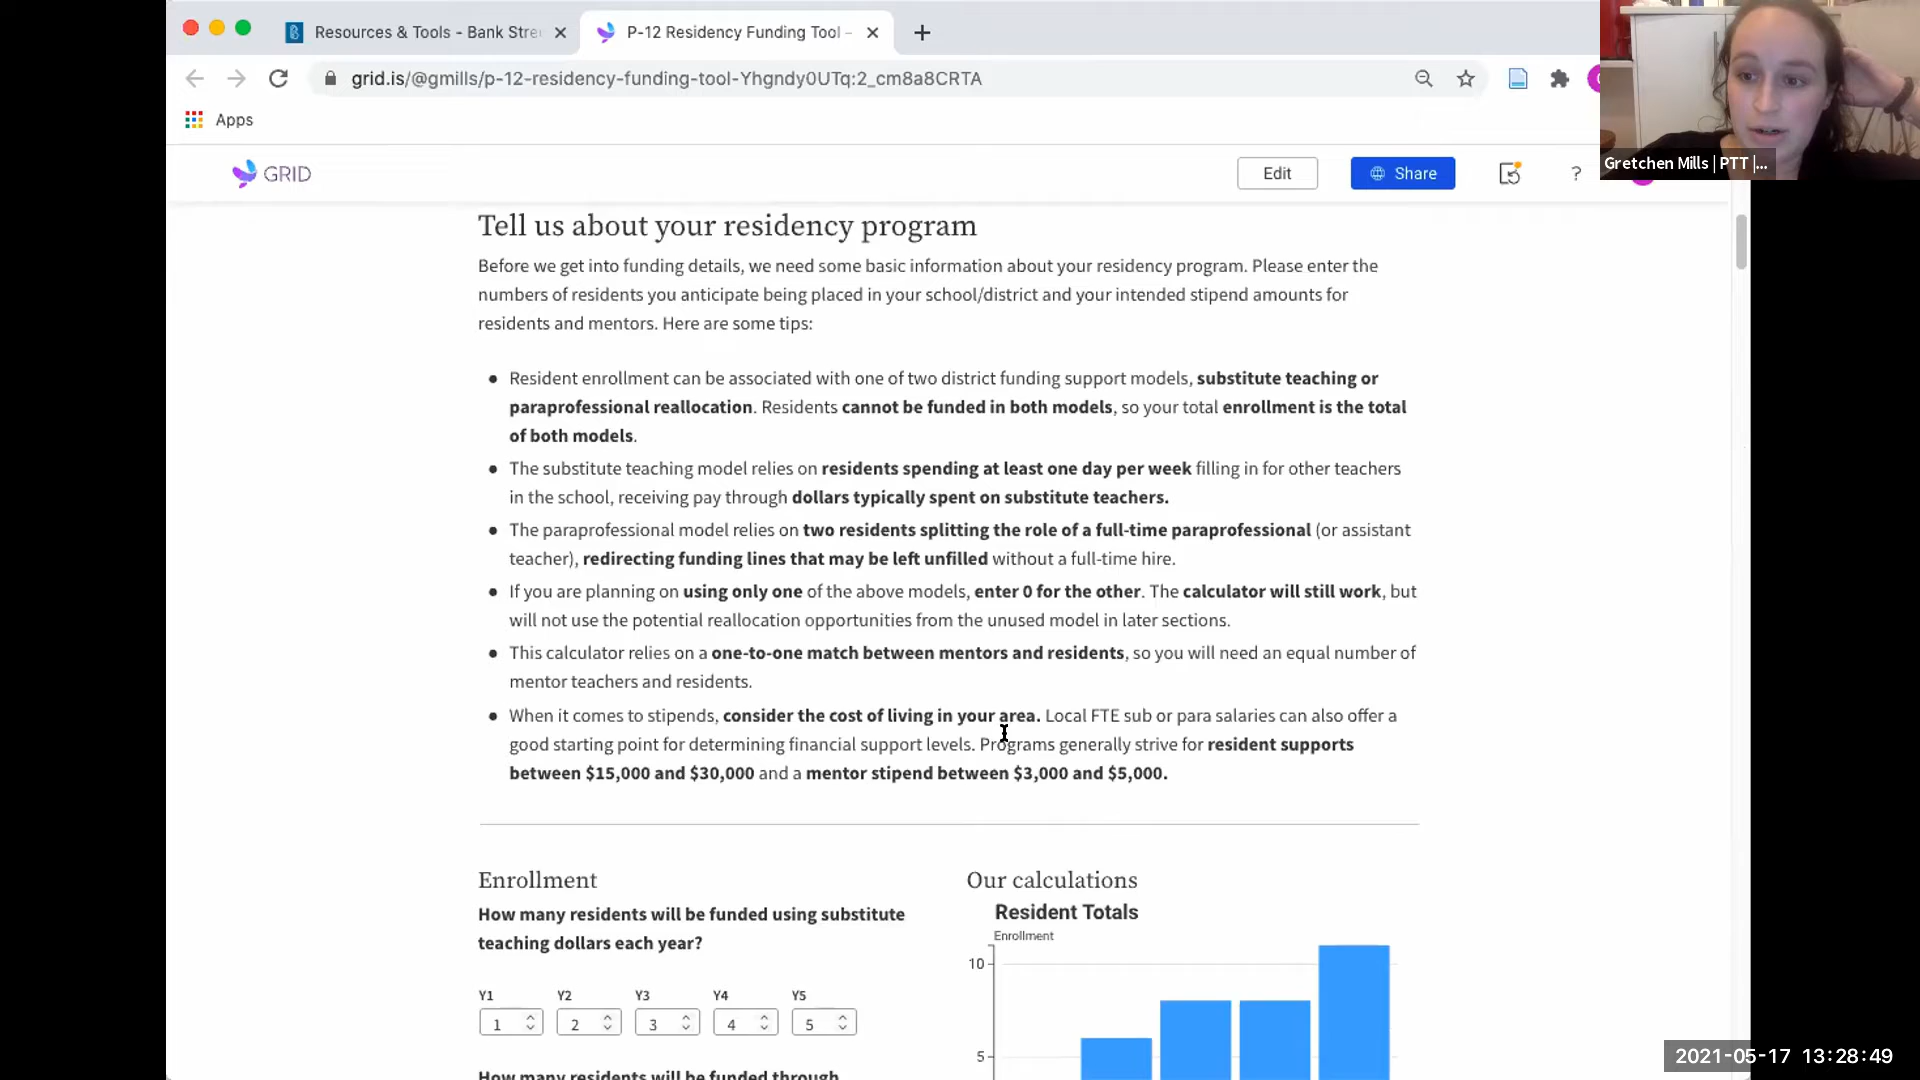 Resources & Tools - Bank Stre
P-12 Residency Funding Tool -
grid.is/@gmills/p-12-residency-funding-tool-Yhgndy0UTq:2_cm8a8CRTA
Apps
GRID
Edit
Share
?
Gretchen Mills | PTT |...
Tell us about your residency program
Before we get into funding details, we need some basic information about your residency program. Please enter the
numbers of residents you anticipate being placed in your school/district and your intended stipend amounts for
residents and mentors. Here are some tips:
● Resident enrollment can be associated with one of two district funding support models, substitute teaching or
paraprofessional reallocation. Residents cannot be funded in both models, so your total enrollment is the total
of both models.
● The substitute teaching model relies on residents spending at least one day per week filling in for other teachers
in the school, receiving pay through dollars typically spent on substitute teachers.
● The paraprofessional model relies on two residents splitting the role of a full-time paraprofessional (or assistant
teacher), redirecting funding lines that may be left unfilled without a full-time hire.
● If you are planning on using only one of the above models, enter 0 for the other. The calculator will still work, but
will not use the potential reallocation opportunities from the unused model in later sections.
● This calculator relies on a one-to-one match between mentors and residents, so you will need an equal number of
mentor teachers and residents.
● When it comes to stipends, consider the cost of living in your area. Local FTE sub or para salaries can also offer a
good starting point for determining financial support levels. Programs generally strive for resident supports
between $15,000 and $30,000 and a mentor stipend between $3,000 and $5,000.
Enrollment
How many residents will be funded using substitute
teaching dollars each year?
Y1 Y2 Y3 Y4 Y5
1 2 3 4 5
How many residents will be funded through
Our calculations
Resident Totals
Enrollment
10
5
2021-05-17 13:28:49